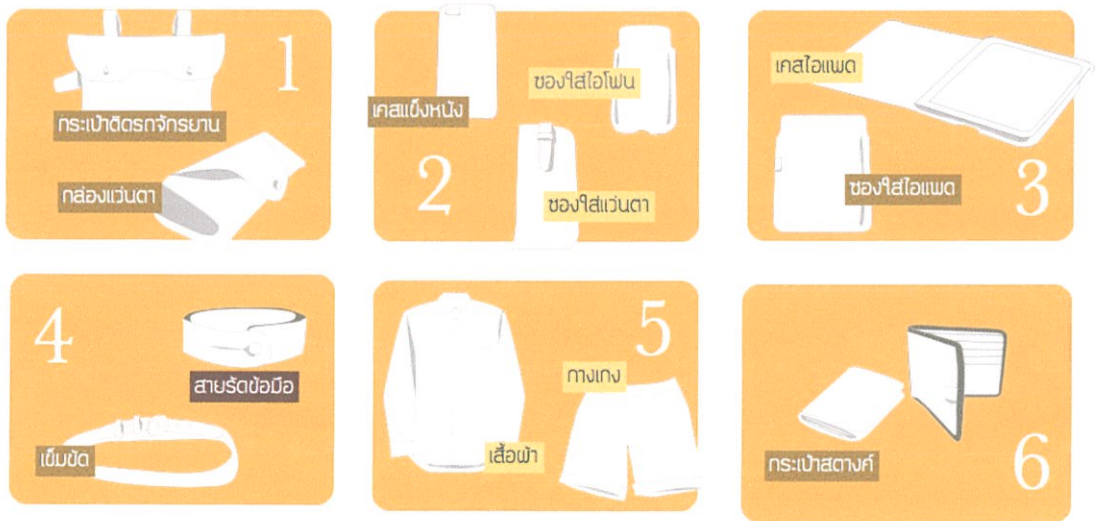 1
กระเป๋าติดรถจักรยาน
กล่องแว่นตา
เคสแข็งหนัง
ซองใส่ไอโฟน
2
ซองใส่แว่นตา
เคสไอแพด
ซองใส่ไอแพด
3
4
สายรัดข้อมือ
เข็มขัด
5
กางเกง
เสื้อผ้า
กระเป๋าสตางค์
6